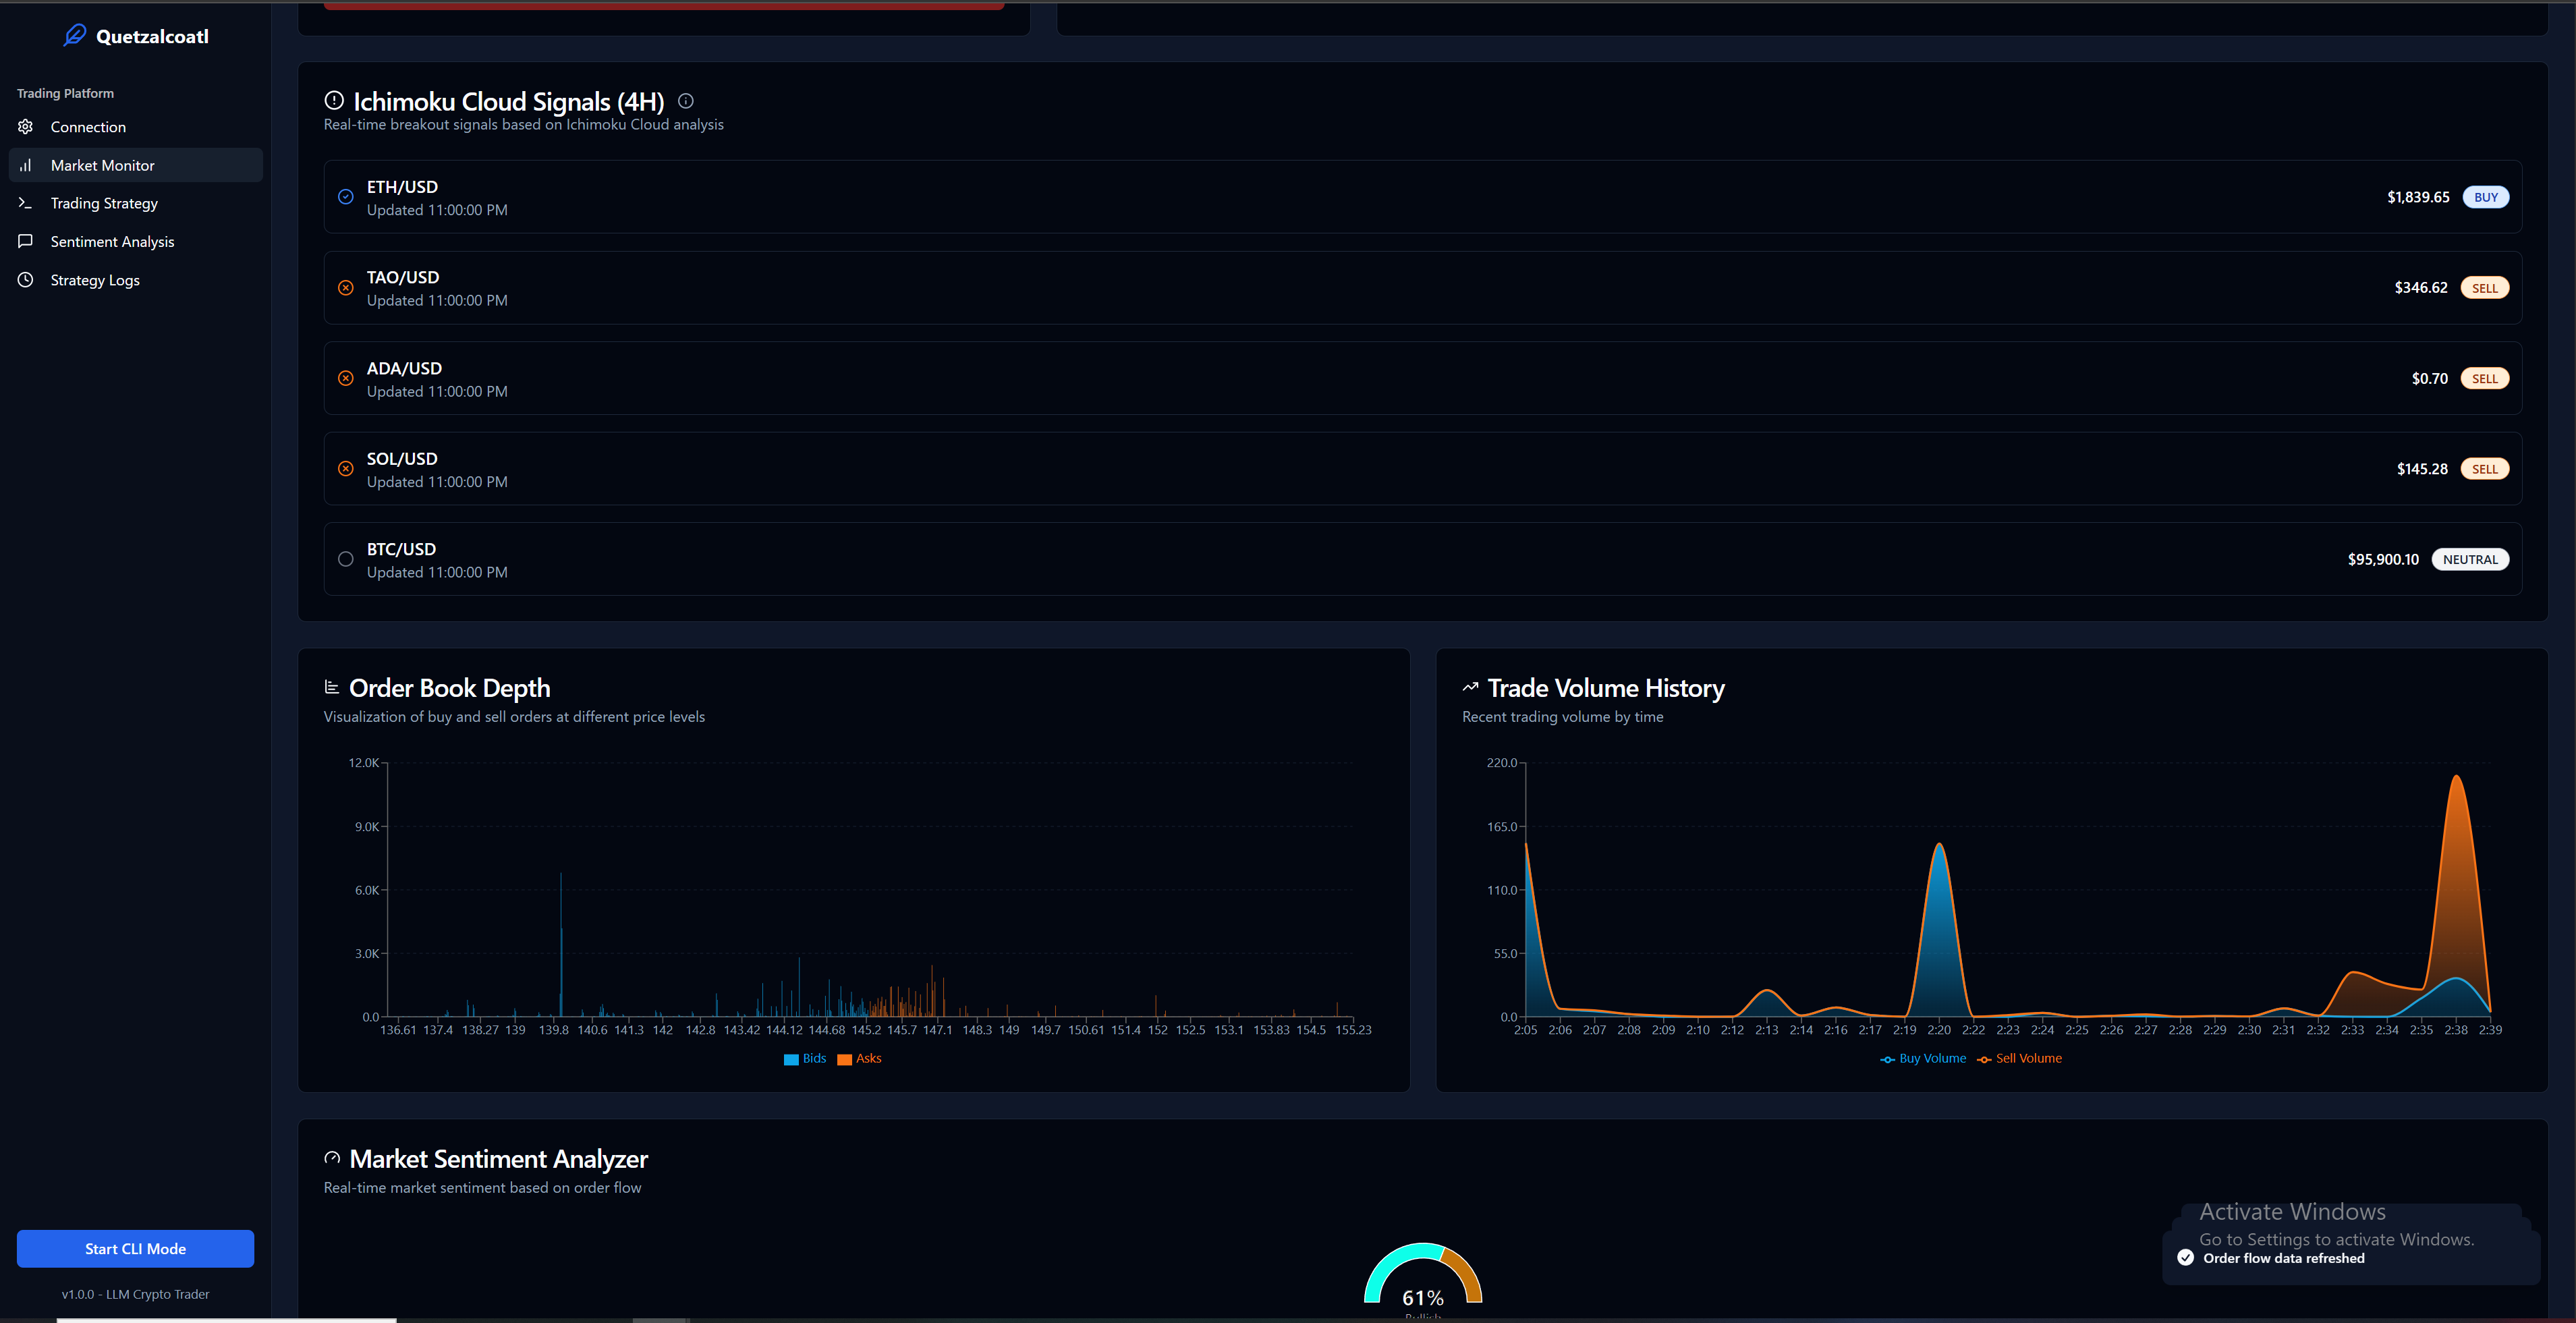 Quetzalcoatl
Trading Platform
Connection
Market Monitor
Trading Strategy
Sentiment Analysis
Strategy Logs
Ichimoku Cloud Signals (4H)
Real-time breakout signals based on Ichimoku Cloud analysis
ETH/USD
Updated 11:00:00 PM
$1,839.65 BUY
TAO/USD
Updated 11:00:00 PM
$346.62 SELL
ADA/USD
Updated 11:00:00 PM
$0.70 SELL
SOL/USD
Updated 11:00:00 PM
$145.28 SELL
BTC/USD
Updated 11:00:00 PM
$95,900.10 NEUTRAL
Order Book Depth
Visualization of buy and sell orders at different price levels
12.0K
9.0K
6.0K
3.0K
0.0
136.61 137.4 138.27 139 139.8 140.6 141.3 142 142.8 143.42 144.12 144.68 145.2 145.7 147.1 148.3 149 149.7 150.61 151.4 152 152.5 153.1 153.83 154.5 155.23
Bids Asks
Trade Volume History
Recent trading volume by time
220.0
165.0
110.0
55.0
0.0
2:05 2:06 2:07 2:08 2:09 2:10 2:12 2:13 2:14 2:16 2:17 2:19 2:20 2:22 2:23 2:24 2:25 2:26 2:27 2:28 2:29 2:30 2:31 2:32 2:33 2:34 2:35 2:38 2:39
Buy Volume Sell Volume
Market Sentiment Analyzer
Real-time market sentiment based on order flow
61%
Bullish
Activate Windows
Go to Settings to activate Windows.
Order flow data refreshed
Start CLI Mode
v1.0.0 - LLM Crypto Trader